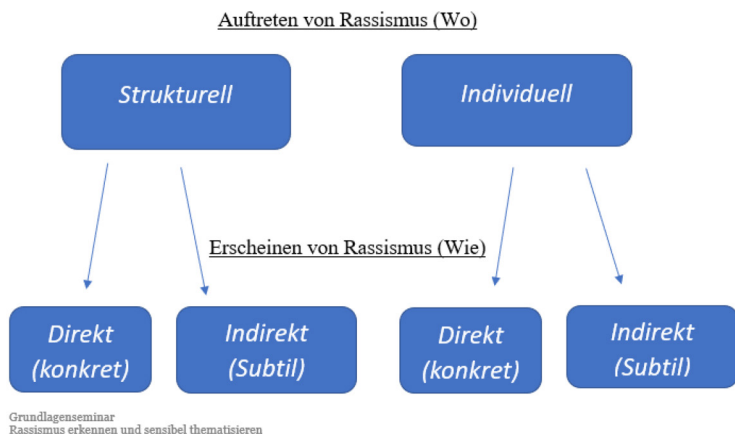 Auftreten von Rassismus (Wo)
Strukturell
Individuell
Erscheinen von Rassismus (Wie)
Direkt
(konkret)
Indirekt
(Subtil)
Direkt
(konkret)
Indirekt
(Subtil)
Grundlagenseminar
Rassismus erkennen und sensibel thematisieren